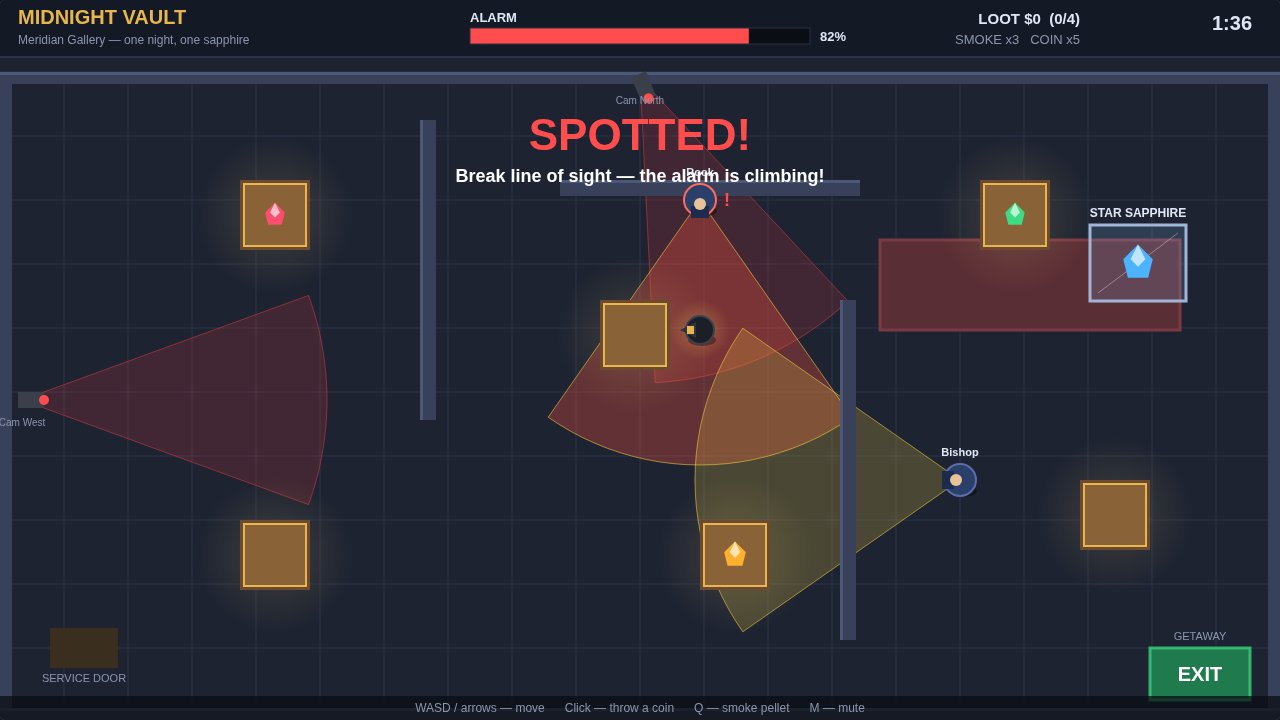 MIDNIGHT VAULT
Meridian Gallery — one night, one sapphire
ALARM
82%
LOOT $0 (0/4)
SMOKE x3 COIN x5
1:36
Cam North
SPOTTED!
Break line of sight — the alarm is climbing!
Rook
!
STAR SAPPHIRE
Cam West
Bishop
SERVICE DOOR
GETAWAY
EXIT
WASD / arrows — move Click — throw a coin Q — smoke pellet M — mute